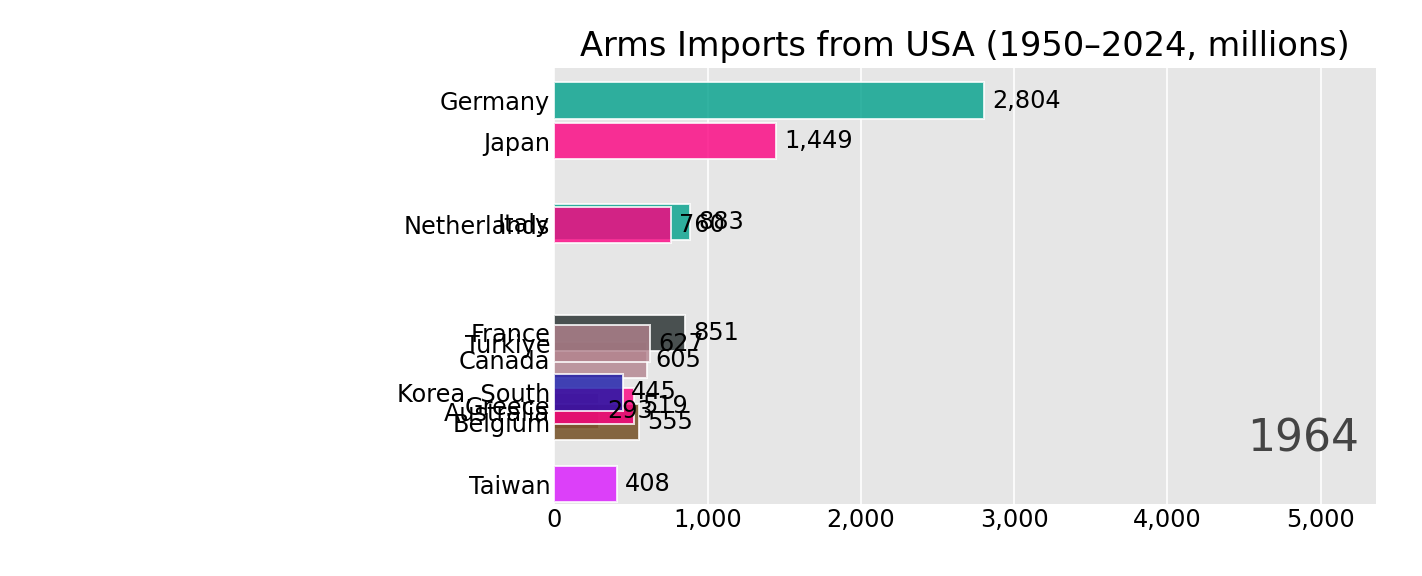 Arms Imports from USA (1950–2024, millions)
Germany 2,804
Japan 1,449
Italy 883
Netherlands 760
France 851
Türkiye 627
Canada 605
Korea, South 445
Greece 519
Australia 293
Belgium 555
1964
Taiwan 408
0 1,000 2,000 3,000 4,000 5,000